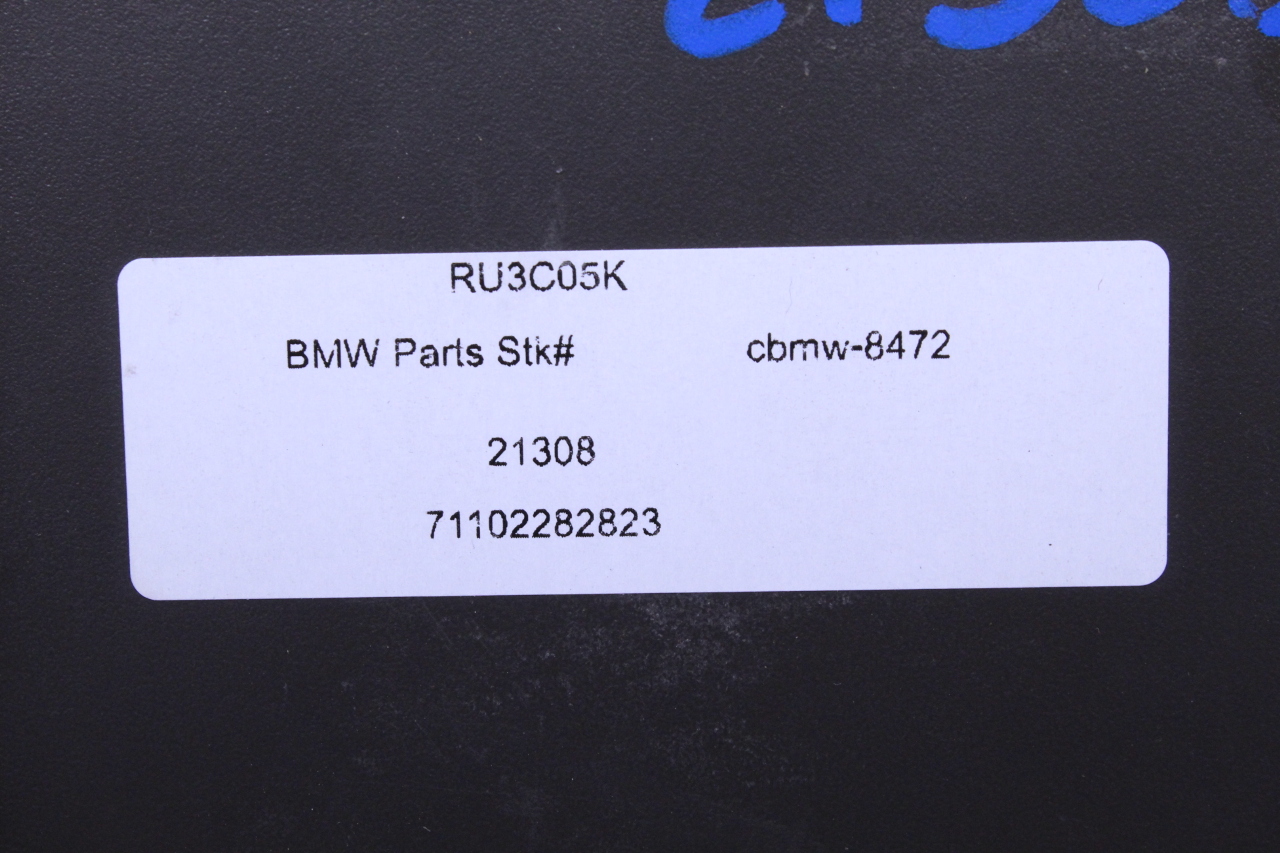 RU3C05K
BMW Parts Stk# cbmw-8472
21308
71102282823